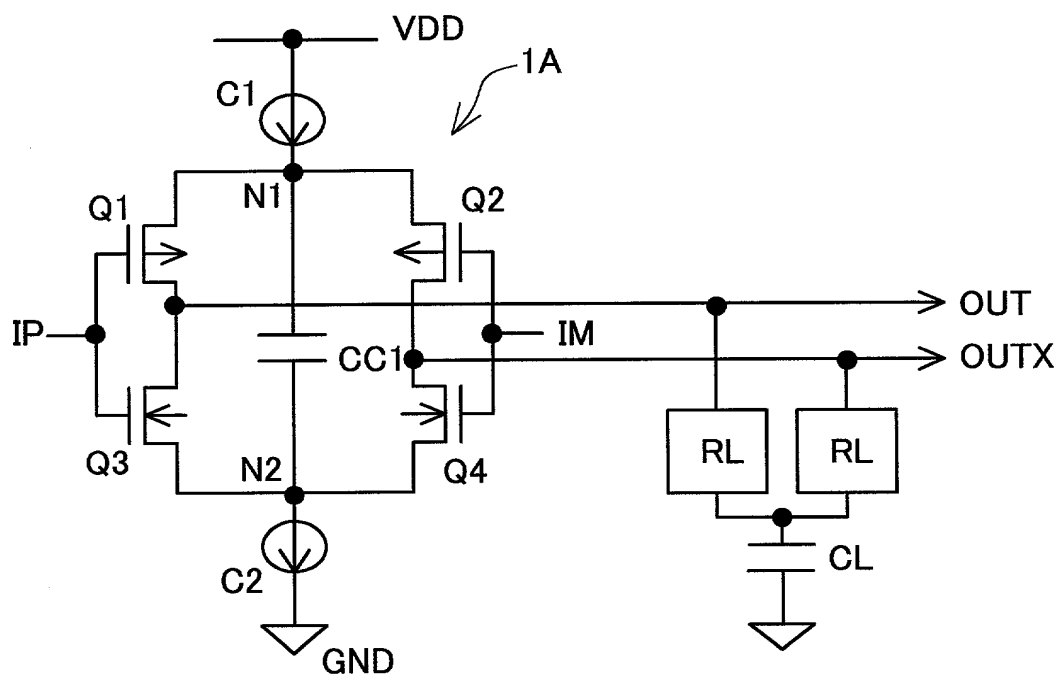 VDD
1A
C1
N1
Q1
Q2
OUT
IP
IM
CC1
OUTX
Q3
N2
Q4
RL
RL
C2
CL
GND